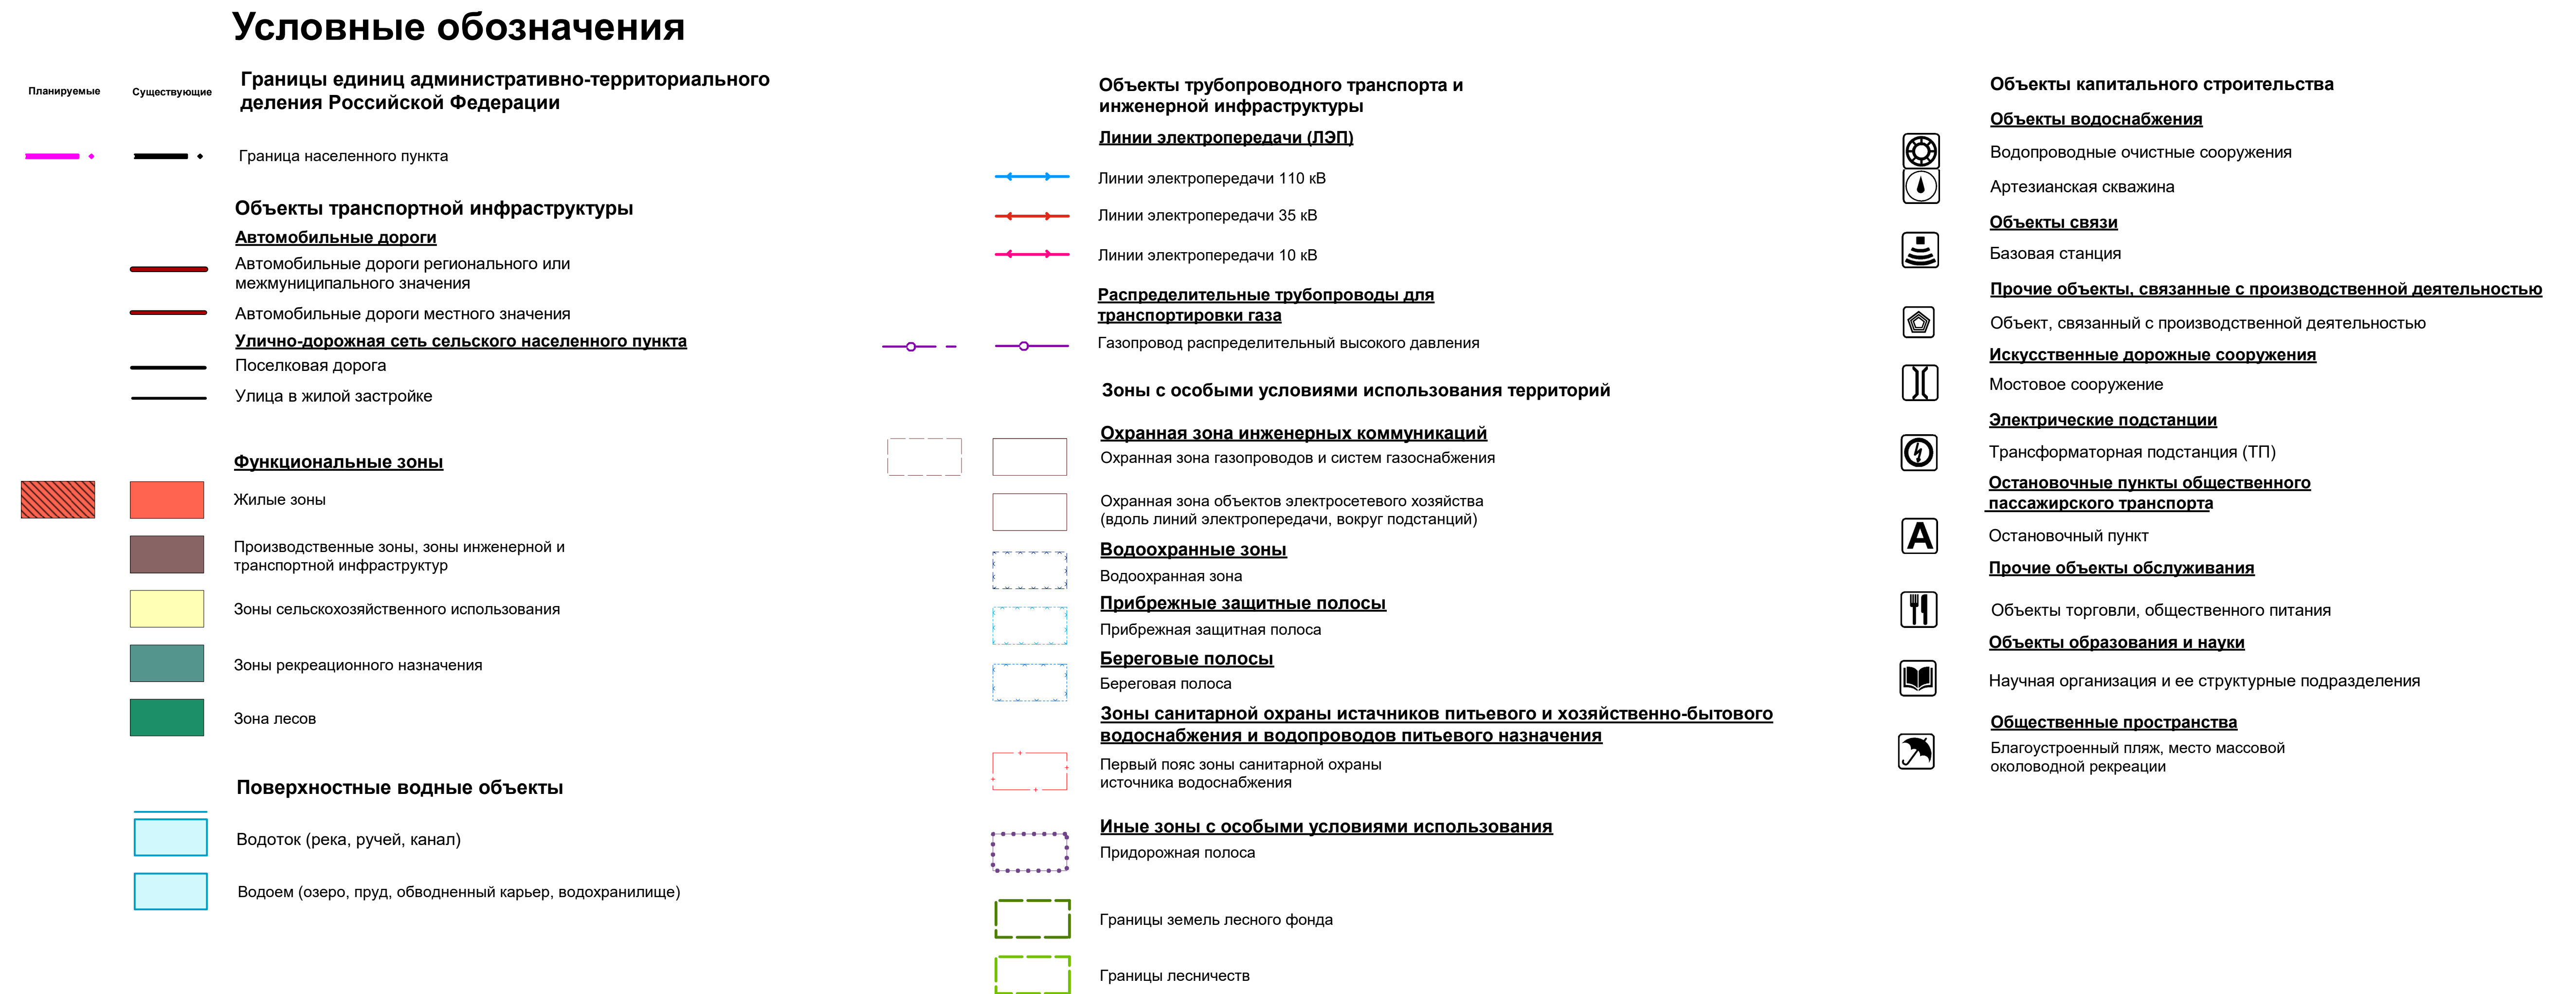 Условные обозначения
Планируемые
Существующие
Границы единиц административно-территориального
деления Российской Федерации
Граница населенного пункта
Объекты транспортной инфраструктуры
Автомобильные дороги
Автомобильные дороги регионального или
межмуниципального значения
Автомобильные дороги местного значения
Улично-дорожная сеть сельского населенного пункта
Поселковая дорога
Улица в жилой застройке
Функциональные зоны
Жилые зоны
Производственные зоны, зоны инженерной и
транспортной инфраструктур
Зоны сельскохозяйственного использования
Зоны рекреационного назначения
Зона лесов
Поверхностные водные объекты
Водоток (река, ручей, канал)
Водоем (озеро, пруд, обводненный карьер, водохранилище)
Объекты трубопроводного транспорта и
инженерной инфраструктуры
Линии электропередачи (ЛЭП)
Линии электропередачи 110 кВ
Линии электропередачи 35 кВ
Линии электропередачи 10 кВ
Распределительные трубопроводы для
транспортировки газа
Газопровод распределительный высокого давления
Зоны с особыми условиями использования территорий
Охранная зона инженерных коммуникаций
Охранная зона газопроводов и систем газоснабжения
Охранная зона объектов электросетевого хозяйства
(вдоль линий электропередачи, вокруг подстанций)
Водоохранные зоны
Водоохранная зона
Прибрежные защитные полосы
Прибрежная защитная полоса
Береговые полосы
Береговая полоса
Зоны санитарной охраны истачников питьевого и хозяйственно-бытового
водоснабжения и водопроводов питьевого назначения
Первый пояс зоны санитарной охраны
источника водоснабжения
Иные зоны с особыми условиями использования
Придорожная полоса
Границы земель лесного фонда
Границы лесничеств
Объекты капитального строительства
Объекты водоснабжения
Водопроводные очистные сооружения
Артезианская скважина
Объекты связи
Базовая станция
Прочие объекты, связанные с производственной деятельностью
Объект, связанный с производственной деятельностью
Искусственные дорожные сооружения
Мостовое сооружение
Электрические подстанции
Трансформаторная подстанция (ТП)
Остановочные пункты общественного
пассажирского транспорта
А
Остановочный пункт
Прочие объекты обслуживания
Объекты торговли, общественного питания
Объекты образования и науки
Научная организация и ее структурные подразделения
Общественные пространства
Благоустроенный пляж, место массовой
околоводной рекреации